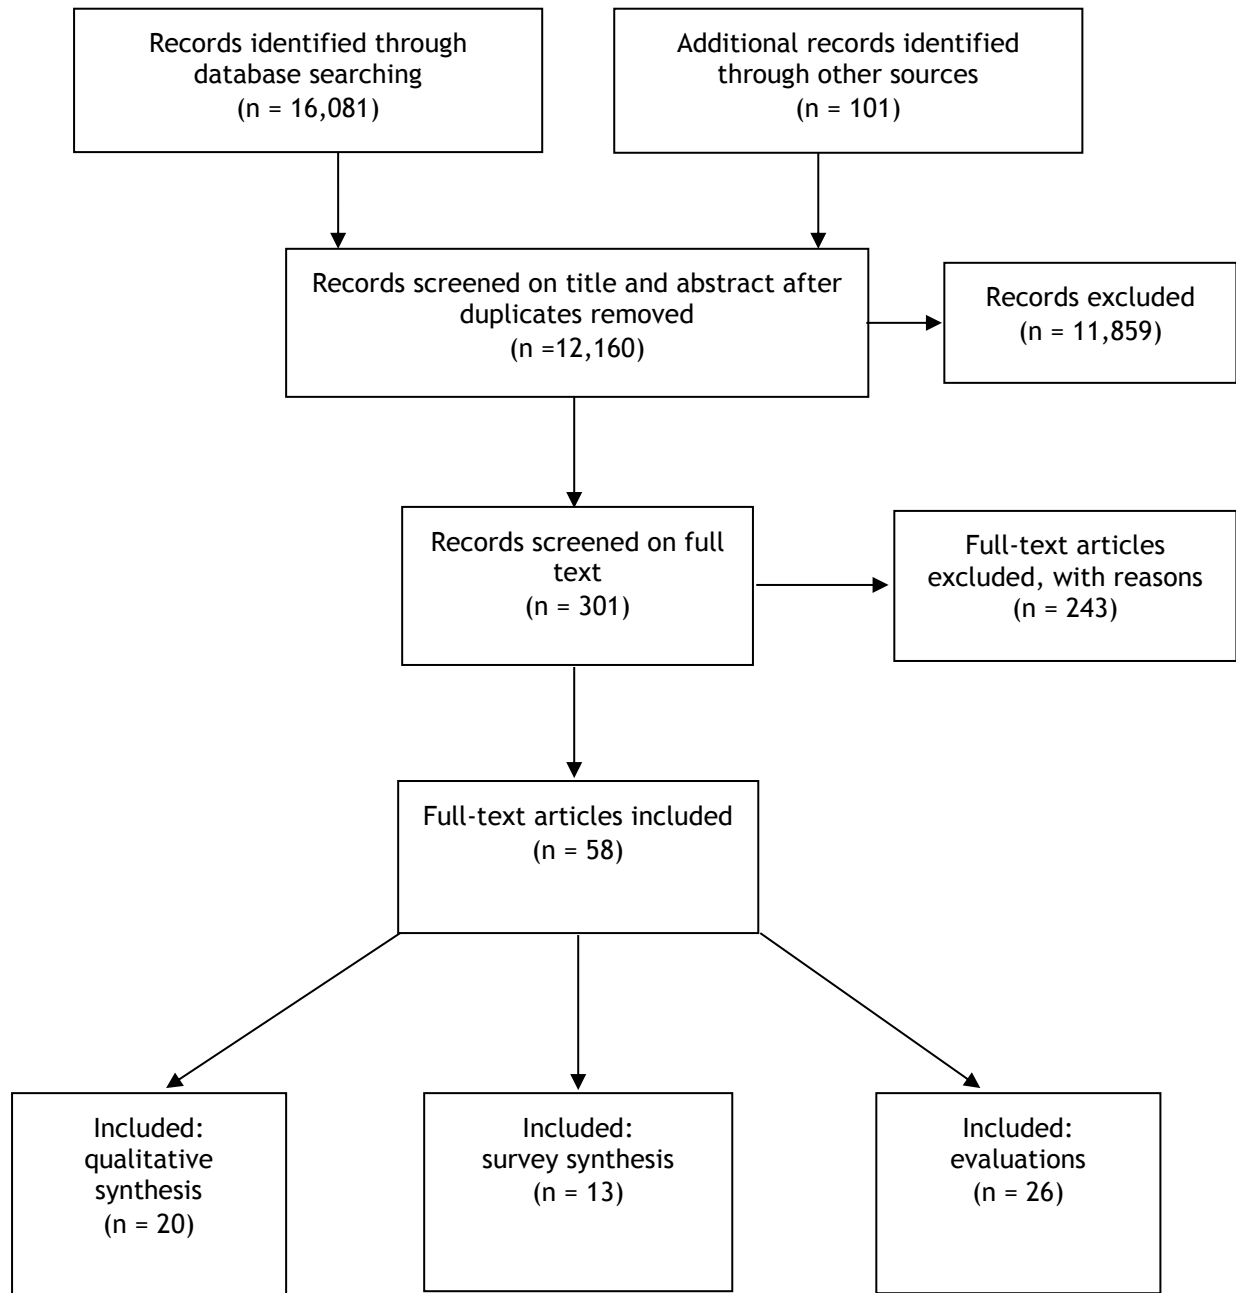 Records identified through
database searching
(n = 16,081)
Additional records identified
through other sources
(n = 101)
Records screened on title and abstract after
duplicates removed
(n =12,160)
Records excluded
(n = 11,859)
Records screened on full
text
(n = 301)
Full-text articles
excluded, with reasons
(n = 243)
Full-text articles included
(n = 58)
Included:
qualitative
synthesis
(n = 20)
Included:
survey synthesis
(n = 13)
Included:
evaluations
(n = 26)